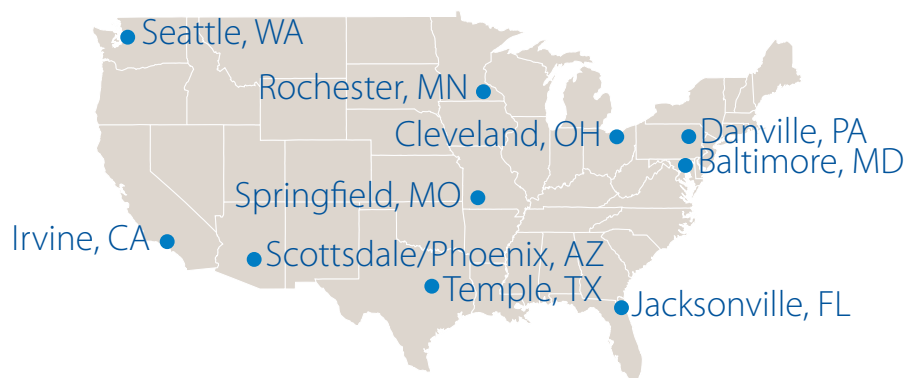 Seattle, WA
Rochester, MN
Cleveland, OH
Danville, PA
Baltimore, MD
Springfield, MO
Irvine, CA
Scottsdale/Phoenix, AZ
Temple, TX
Jacksonville, FL